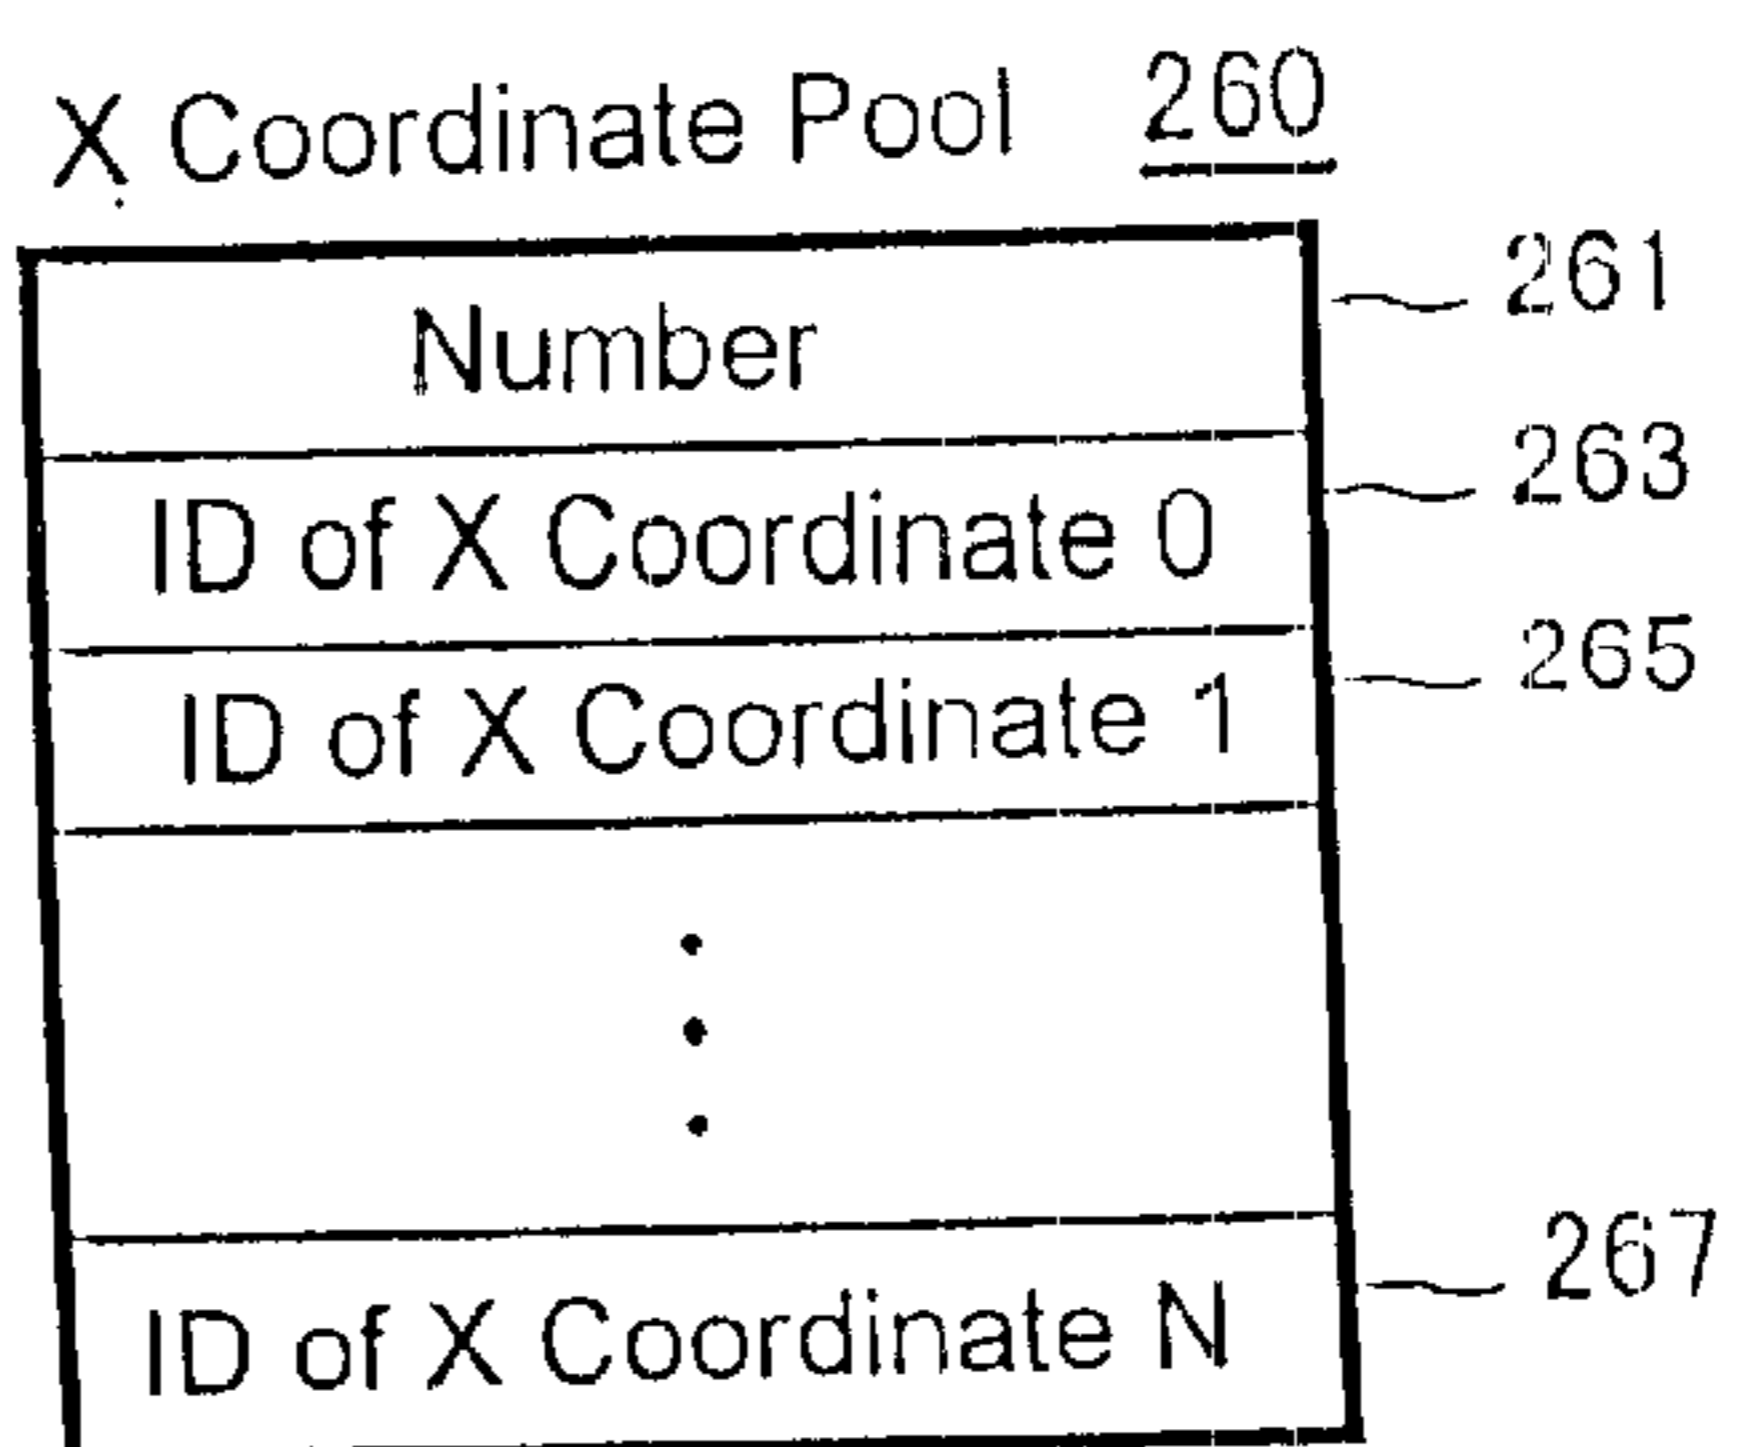 X Coordinate Pool 260
Number 261
ID of X Coordinate 0 263
ID of X Coordinate 1 265
ID of X Coordinate N 267